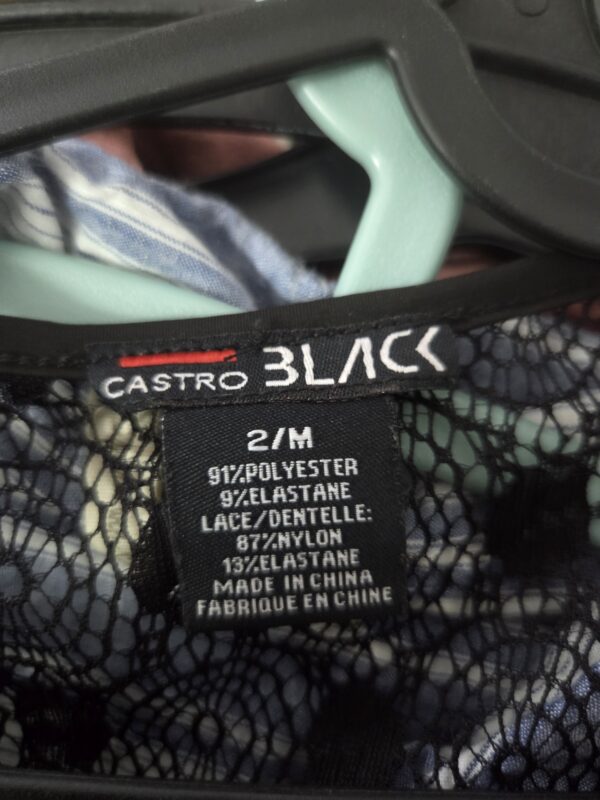 CASTRO BLACK
2/M
91%POLYESTER
9%ELASTANE
LACE/DENTELLE:
87%NYLON
13%ELASTANE
MADE IN CHINA
FABRIQUE EN CHINE